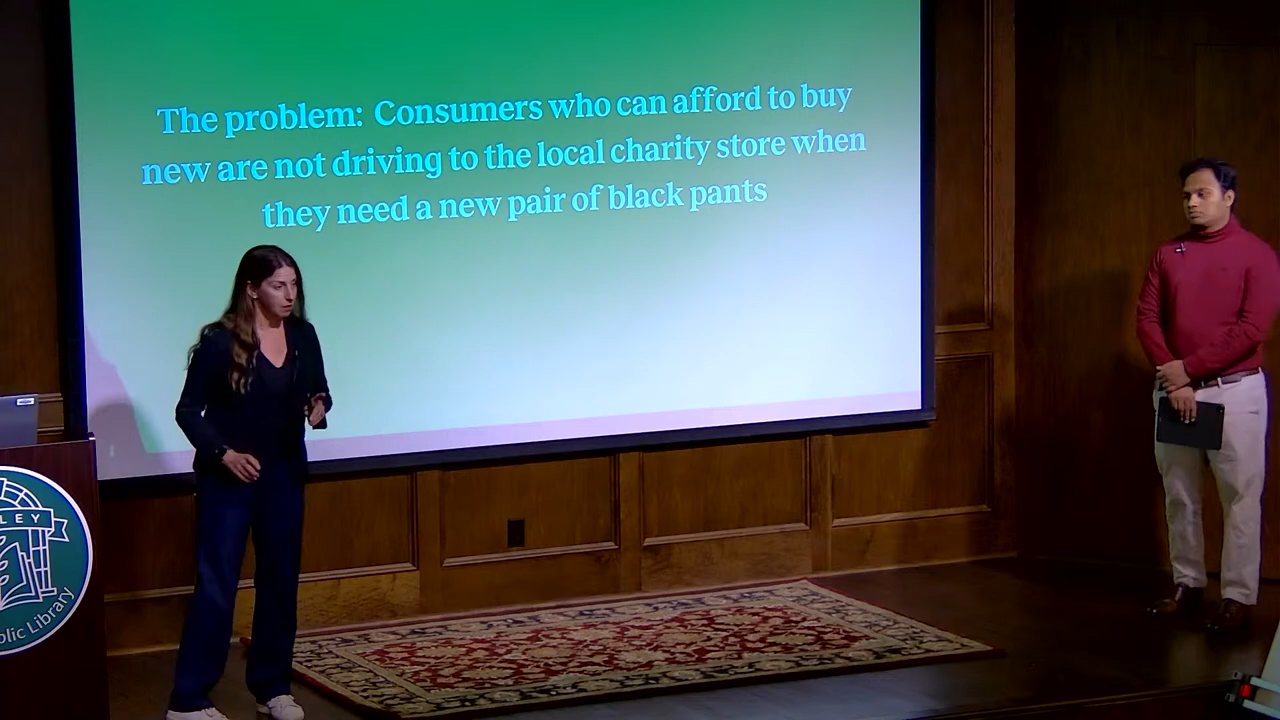 The problem: Consumers who can afford to buy
new are not driving to the local charity store when
they need a new pair of black pants
LEY
blic Library